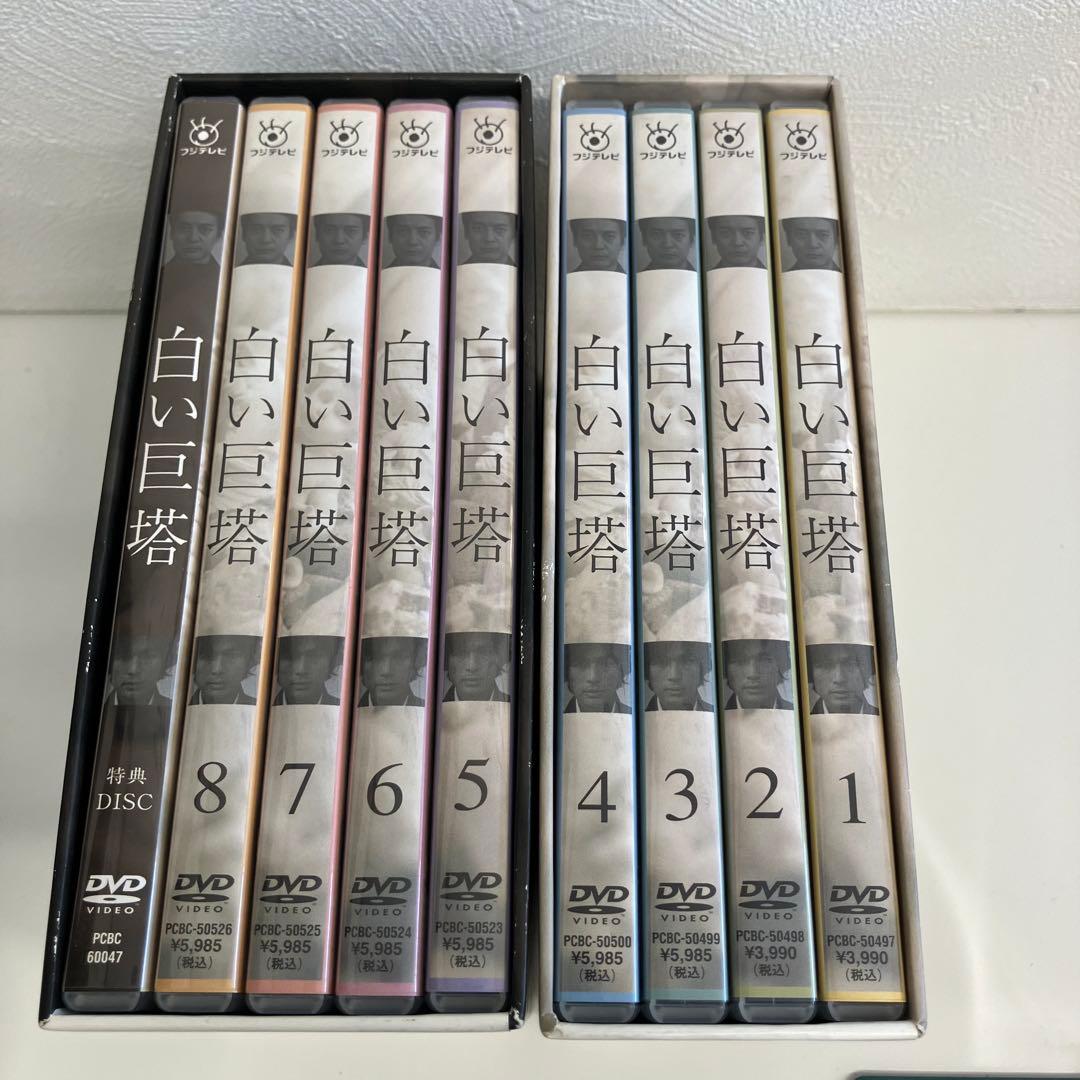 フジテレビ
白い巨塔
特典
DISC
DVD
VIDEO
PCBC
60047
フジテレビ
白い巨塔
8
DVD
VIDEO
PCBC-50526
¥5,985
(税込)
フジテレビ
白い巨塔
7
DVD
VIDEO
PCBC-50525
¥5,985
(税込)
フジテレビ
白い巨塔
6
DVD
VIDEO
PCBC-50524
¥5,985
(税込)
フジテレビ
白い巨塔
5
DVD
VIDEO
PCBC-50523
¥5,985
(税込)
フジテレビ
白い巨塔
4
DVD
VIDEO
PCBC-50500
¥5,985
(税込)
フジテレビ
白い巨塔
3
DVD
VIDEO
PCBC-50499
¥5,985
(税込)
フジテレビ
白い巨塔
2
DVD
VIDEO
PCBC-50498
¥3,990
(税込)
フジテレビ
白い巨塔
1
DVD
VIDEO
PCBC-50497
¥3,990
(税込)